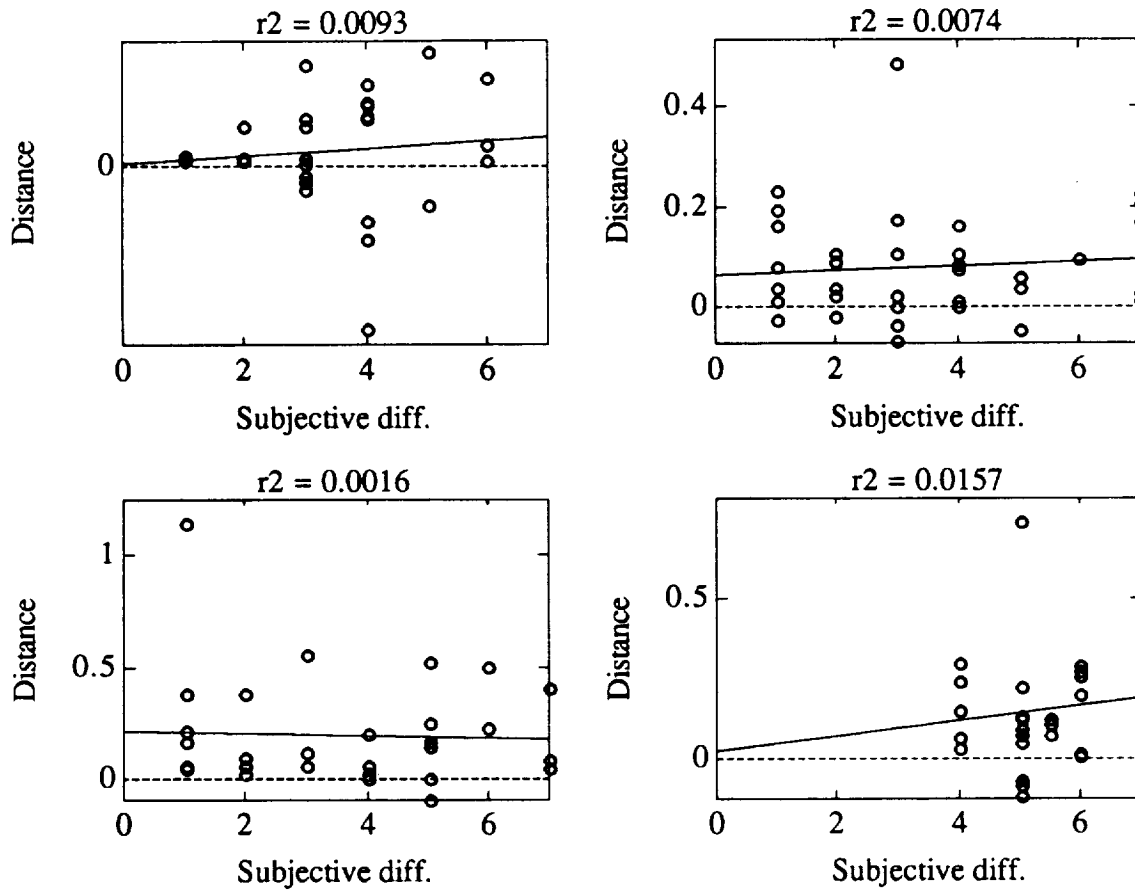 r2 = 0.0093
Distance
0
0 2 4 6
Subjective diff.
r2 = 0.0074
Distance
0.4
0.2
0
0 2 4 6
Subjective diff.
r2 = 0.0016
Distance
1
0.5
0
0 2 4 6
Subjective diff.
r2 = 0.0157
Distance
0.5
0
0 2 4 6
Subjective diff.